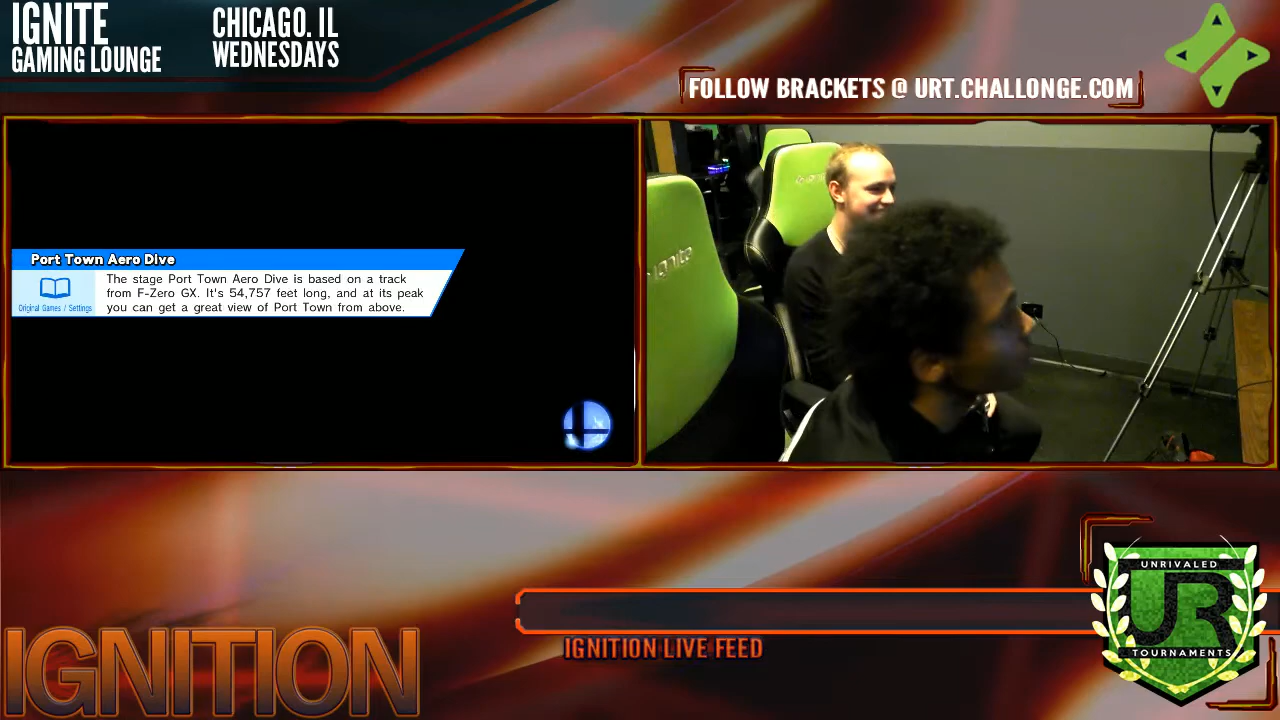 IGNITE
GAMING LOUNGE
CHICAGO. IL
WEDNESDAYS
FOLLOW BRACKETS @ URT.CHALLONGE.COM
Port Town Aero Dive
Original Games / Settings
The stage Port Town Aero Dive is based on a track
from F-Zero GX. It's 54,757 feet long, and at its peak
you can get a great view of Port Town from above.
ignite
IGNITION
IGNITION LIVE FEED
UNRIVALED
UR
TOURNAMENTS